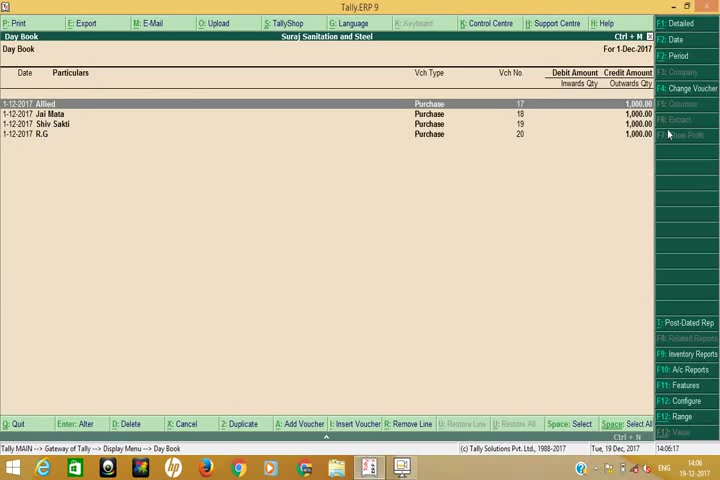 Tally.ERP 9
P: Print E: Export M: E-Mail O: Upload S: TallyShop G: Language K: Keyboard K: Control Centre H: Support Centre H: Help
F1: Detailed
Day Book Suraj Sanitation and Steel Ctrl + M
F2: Date
Day Book For 1-Dec-2017
F2: Period
Date Particulars Vch Type Vch No. Debit Amount Credit Amount
F3: Company
Inwards Qty Outwards Qty
F4: Change Voucher
1-12-2017 Allied Purchase 17 1,000.00
F5: Columnar
1-12-2017 Jai Mata Purchase 18 1,000.00
F6: Extract
1-12-2017 Shiv Sakti Purchase 19 1,000.00
1-12-2017 R.G Purchase 20 1,000.00
F7: Show Profit
T: Post-Dated Rep
F8: Related Reports
F9: Inventory Reports
F10: A/c Reports
F11: Features
F12: Configure
F12: Range
F12: Value
Q: Quit Enter: Alter D: Delete X: Cancel 2: Duplicate A: Add Voucher I: Insert Voucher R: Remove Line U: Restore Line U: Restore All Space: Select Space: Select All
Ctrl + N
Tally MAIN --> Gateway of Tally --> Display Menu --> Day Book (c) Tally Solutions Pvt. Ltd., 1988-2017 Tue, 19 Dec, 2017 14:06:17
ENG 14:06
19-12-2017